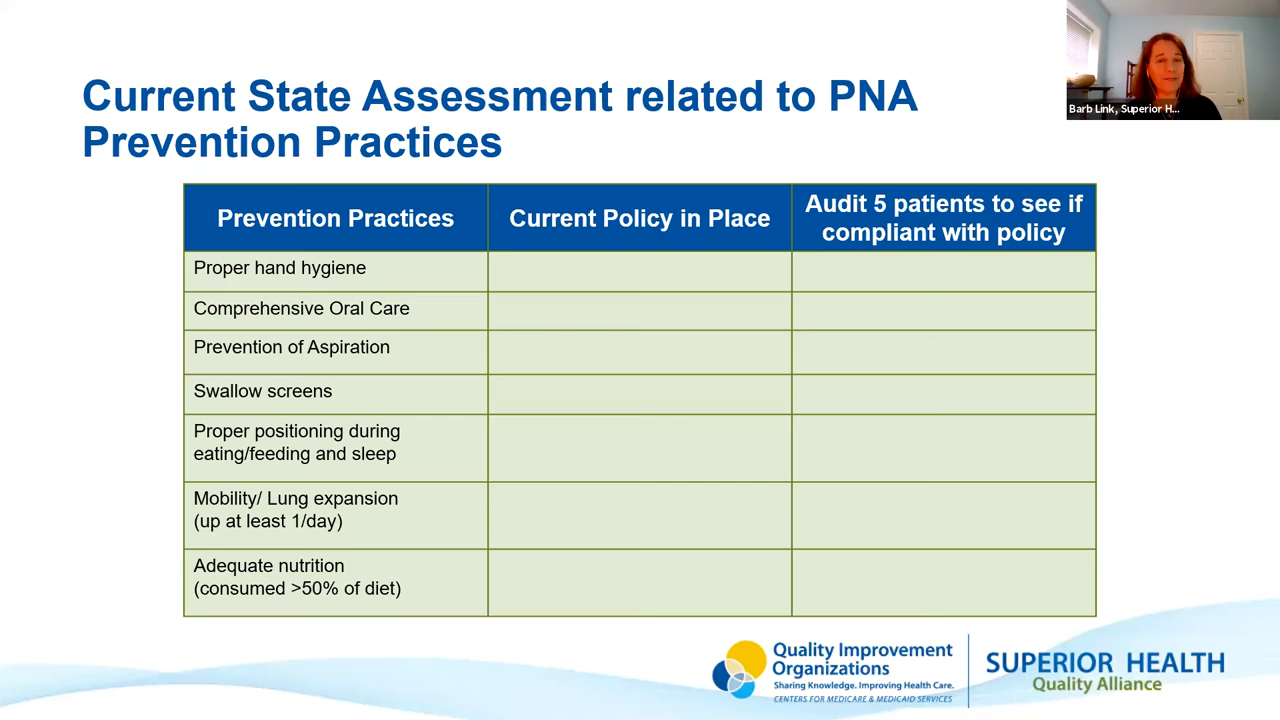 Barb Link, Superior H...
Current State Assessment related to PNA
Prevention Practices
Prevention Practices
Current Policy in Place
Audit 5 patients to see if
compliant with policy
Proper hand hygiene
Comprehensive Oral Care
Prevention of Aspiration
Swallow screens
Proper positioning during
eating/feeding and sleep
Mobility/ Lung expansion
(up at least 1/day)
Adequate nutrition
(consumed >50% of diet)
Quality Improvement
Organizations
Sharing Knowledge. Improving Health Care.
CENTERS FOR MEDICARE & MEDICAID SERVICES
SUPERIOR HEALTH
Quality Alliance